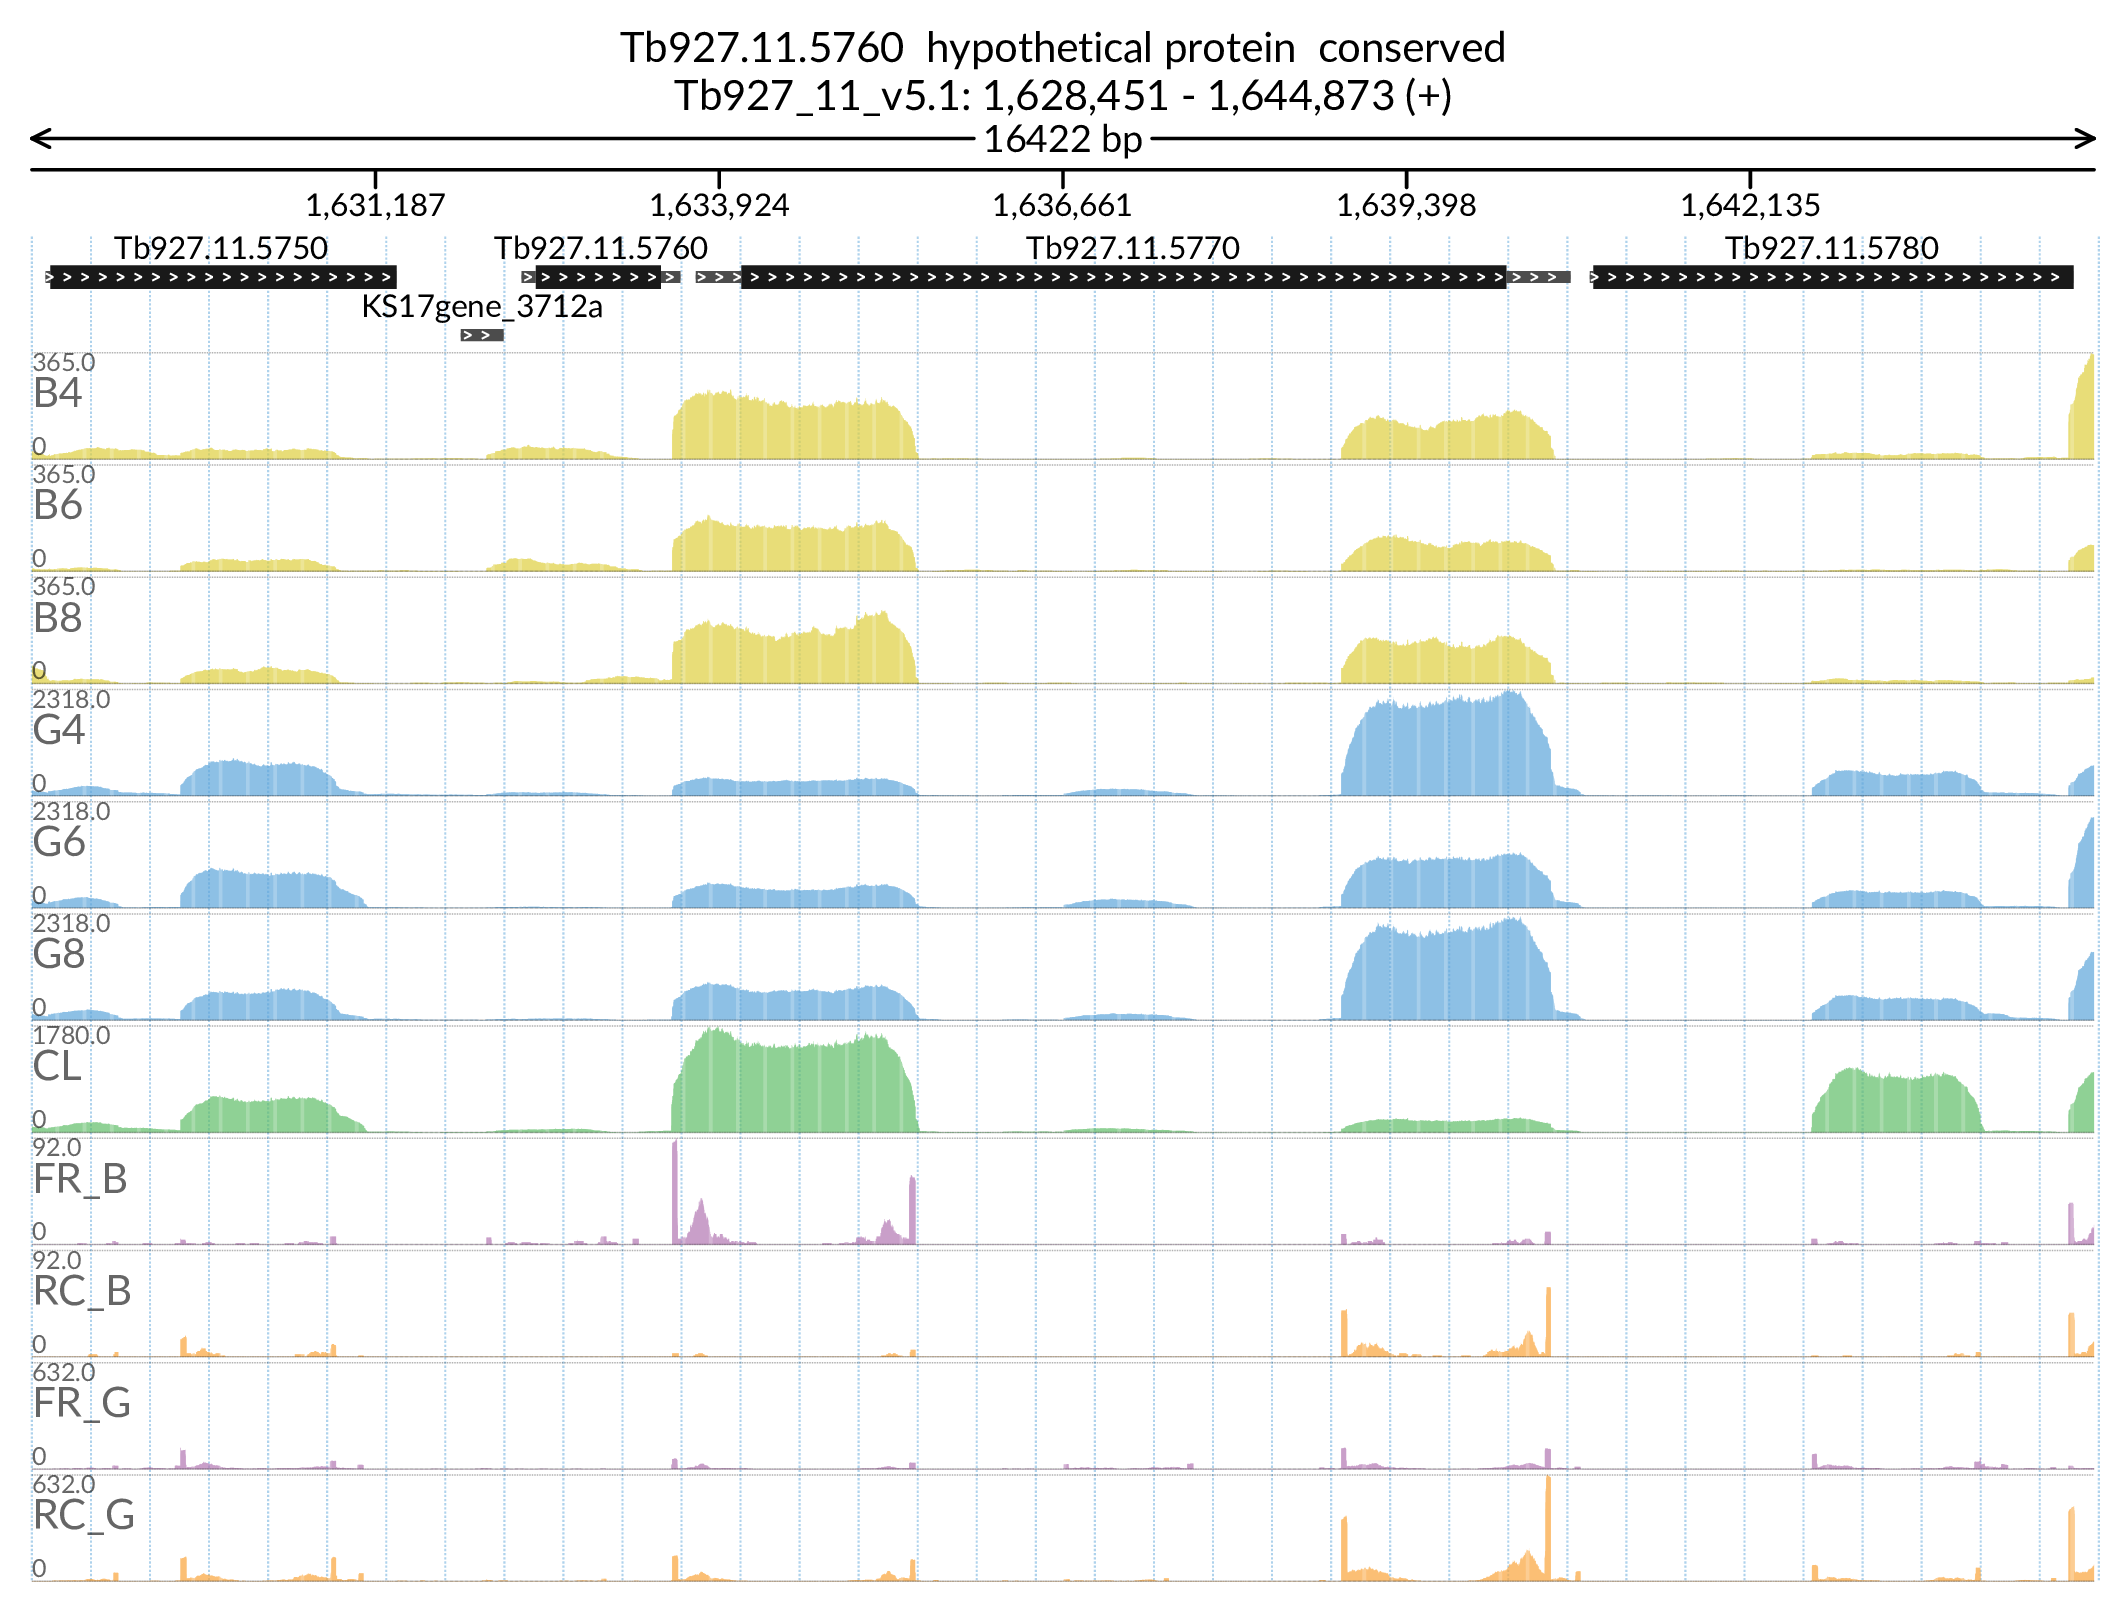 Tb927.11.5760  hypothetical protein  conserved
Tb927_11_v5.1: 1,628,451 - 1,644,873 (+)
16422 bp
1,631,187 1,633,924 1,636,661 1,639,398 1,642,135
Tb927.11.5750 Tb927.11.5760 Tb927.11.5770 Tb927.11.5780
KS17gene_3712a
365.0
B4
0
365.0
B6
0
365.0
B8
0
2318.0
G4
0
2318.0
G6
0
2318.0
G8
0
1780.0
CL
0
92.0
FR_B
0
92.0
RC_B
0
632.0
FR_G
0
632.0
RC_G
0